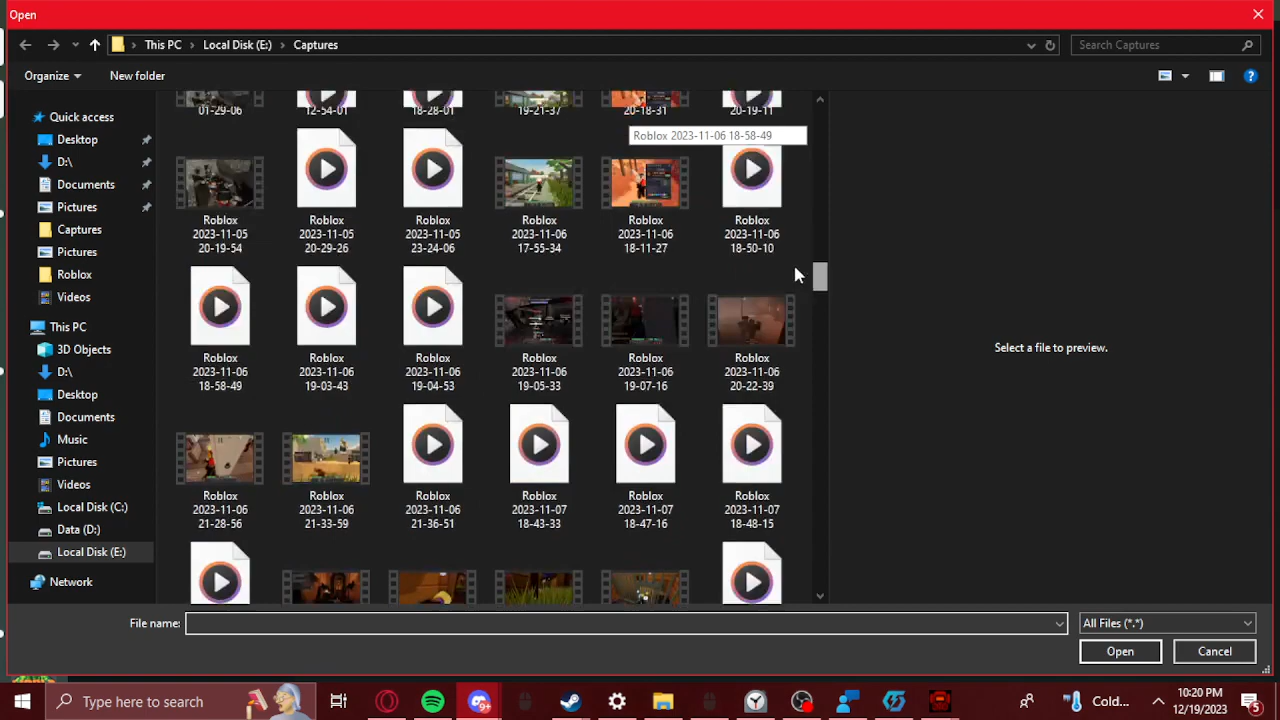 Open
This PC
Local Disk (E:)
Captures
Search Captures
Organize
New folder
01-29-06
12-54-01
18-28-01
19-21-37
20-18-31
20-19-11
Roblox 2023-11-06 18-58-49
Quick access
Desktop
D:\
Documents
Pictures
Captures
Pictures
Roblox
Videos
This PC
3D Objects
D:\
Desktop
Documents
Music
Pictures
Videos
Local Disk (C:)
Data (D:)
Local Disk (E:)
Network
Roblox
2023-11-05
20-19-54
Roblox
2023-11-05
20-29-26
Roblox
2023-11-05
23-24-06
Roblox
2023-11-06
17-55-34
Roblox
2023-11-06
18-11-27
Roblox
2023-11-06
18-50-10
Roblox
2023-11-06
18-58-49
Roblox
2023-11-06
19-03-43
Roblox
2023-11-06
19-04-53
Roblox
2023-11-06
19-05-33
Roblox
2023-11-06
19-07-16
Roblox
2023-11-06
20-22-39
Roblox
2023-11-06
21-28-56
Roblox
2023-11-06
21-33-59
Roblox
2023-11-06
21-36-51
Roblox
2023-11-07
18-43-33
Roblox
2023-11-07
18-47-16
Roblox
2023-11-07
18-48-15
Select a file to preview.
File name:
All Files (*.*)
Open
Cancel
Type here to search
9+
Cold...
10:20 PM
12/19/2023
5